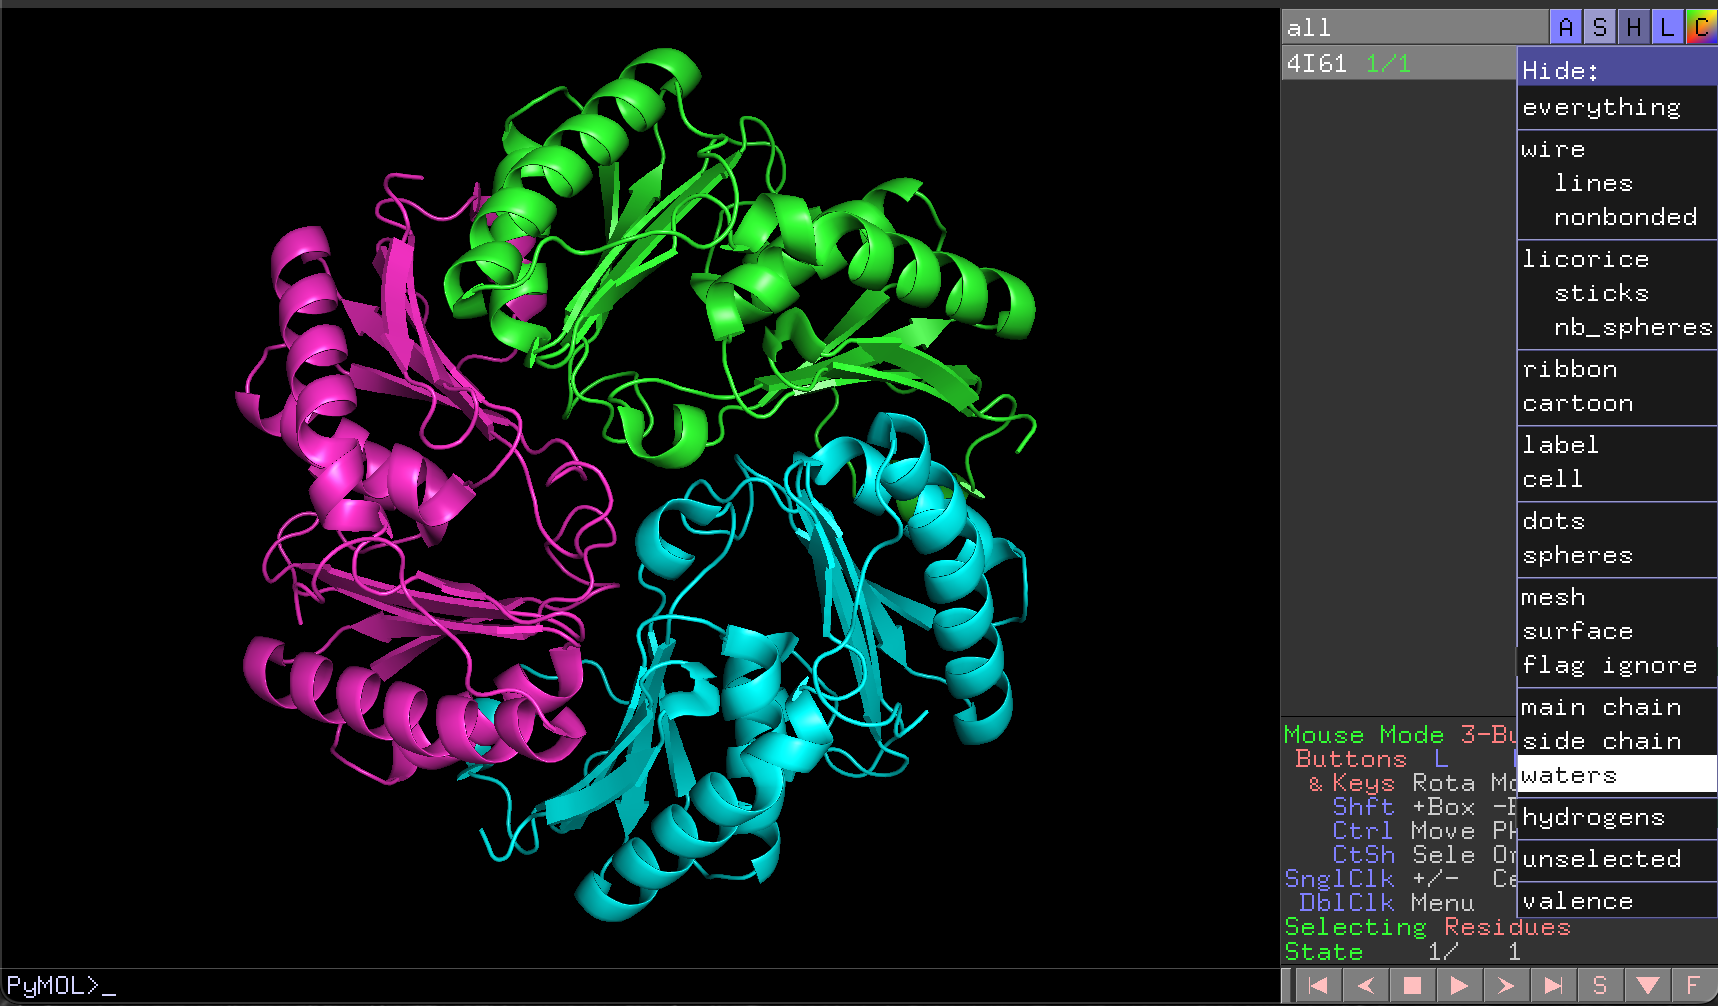 all A S H L C
4I61 1/1
Hide:
everything
wire
lines
nonbonded
licorice
sticks
nb_spheres
ribbon
cartoon
label
cell
dots
spheres
mesh
surface
flag ignore
main chain
side chain
waters
hydrogens
unselected
valence
Mouse Mode 3-Bu
Buttons L
& Keys Rota Mo
Shft +Box -B
Ctrl Move Pk
CtSh Sele Or
SnglClk +/- Ce
DblClk Menu
Selecting Residues
State 1/ 1
PyMOL>_
S F